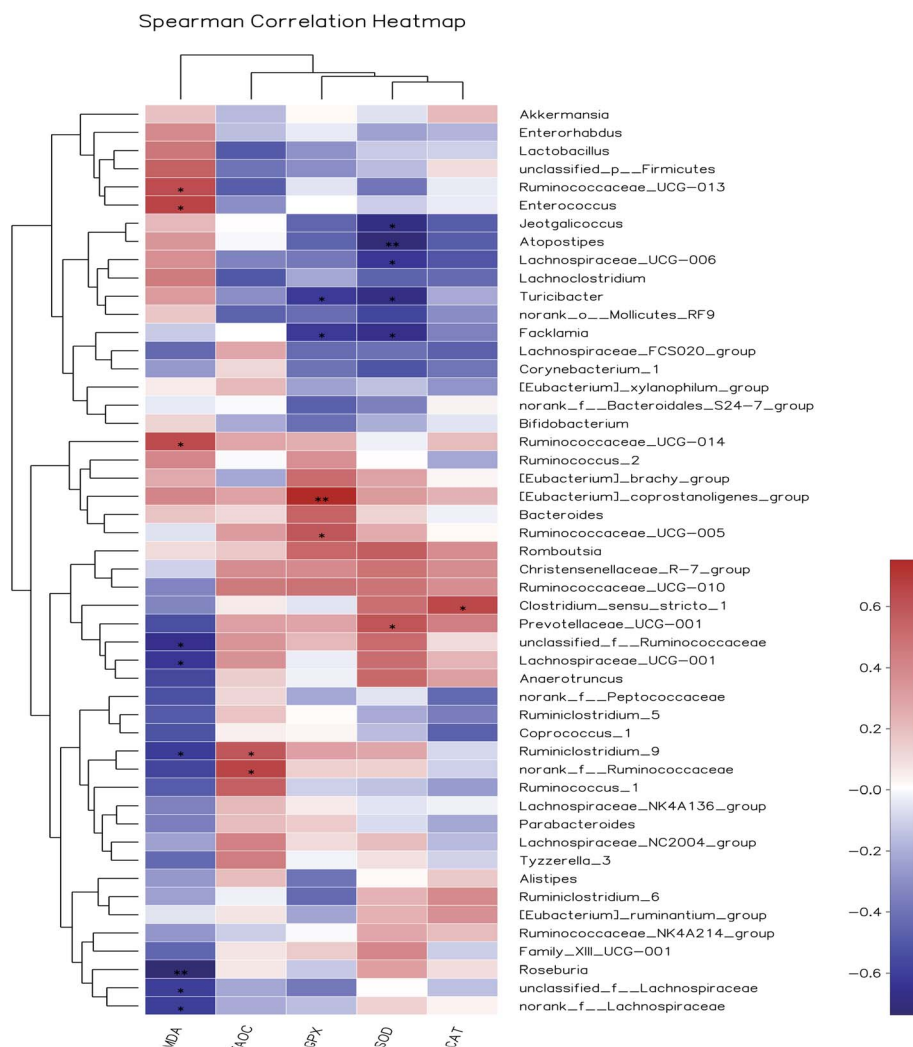 Spearman Correlation Heatmap
Akkermansia
Enterorhabdus
Lactobacillus
unclassified_p__Firmicutes
* Ruminococcaceae_UCG-013
* Enterococcus
* Jeotgalicoccus
** Atopostipes
* Lachnospiraceae_UCG-006
Lachnoclostridium
* * Turicibacter
norank_o__Mollicutes_RF9
* * Facklamia
Lachnospiraceae_FCS020_group
Corynebacterium_1
[Eubacterium]_xylanophilum_group
norank_f__Bacteroidales_S24-7_group
Bifidobacterium
* Ruminococcaceae_UCG-014
Ruminococcus_2
[Eubacterium]_brachy_group
** [Eubacterium]_coprostanoligenes_group
Bacteroides
* Ruminococcaceae_UCG-005
Romboutsia
Christensenellaceae_R-7_group
Ruminococcaceae_UCG-010
* Clostridium_sensu_stricto_1
* Prevotellaceae_UCG-001
* unclassified_f__Ruminococcaceae
* Lachnospiraceae_UCG-001
Anaerotruncus
norank_f__Peptococcaceae
Ruminiclostridium_5
Coprococcus_1
* * Ruminiclostridium_9
* norank_f__Ruminococcaceae
Ruminococcus_1
Lachnospiraceae_NK4A136_group
Parabacteroides
Lachnospiraceae_NC2004_group
Tyzzerella_3
Alistipes
Ruminiclostridium_6
[Eubacterium]_ruminantium_group
Ruminococcaceae_NK4A214_group
Family_XIII_UCG-001
** Roseburia
* unclassified_f__Lachnospiraceae
* norank_f__Lachnospiraceae
0.6
0.4
0.2
-0.0
-0.2
-0.4
-0.6
MDA
GPX
SOD
CAT